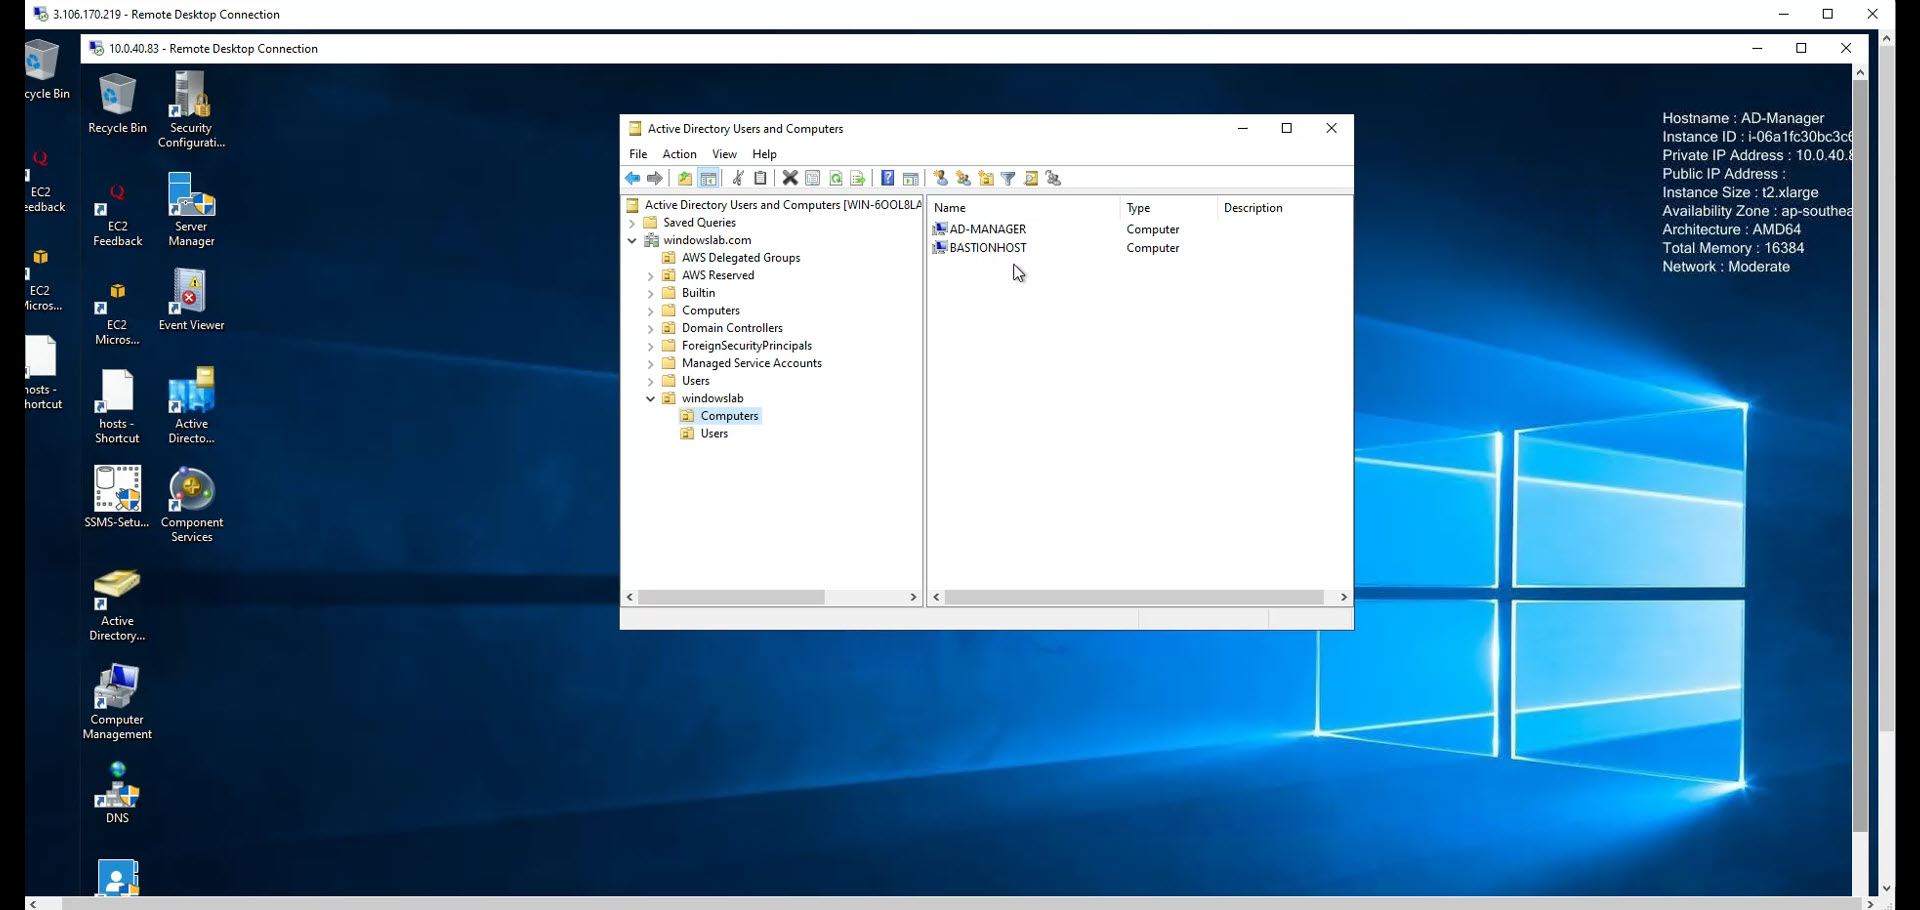 3.106.170.219 - Remote Desktop Connection
10.0.40.83 - Remote Desktop Connection
cycle Bin
EC2
eedback
EC2
Micros...
hosts -
hortcut
Recycle Bin
Security
Configurati...
EC2
Feedback
Server
Manager
EC2
Micros...
Event Viewer
hosts -
Shortcut
Active
Directo...
SSMS-Setu...
Component
Services
Active
Directory...
Computer
Management
DNS
Active Directory Users and Computers
File Action View Help
Active Directory Users and Computers [WIN-6OOL8LA
Saved Queries
windowslab.com
AWS Delegated Groups
AWS Reserved
Builtin
Computers
Domain Controllers
ForeignSecurityPrincipals
Managed Service Accounts
Users
windowslab
Computers
Users
Name Type Description
AD-MANAGER Computer
BASTIONHOST Computer
Hostname : AD-Manager
Instance ID : i-06a1fc30bc3c6
Private IP Address : 10.0.40.8
Public IP Address :
Instance Size : t2.xlarge
Availability Zone : ap-southea
Architecture : AMD64
Total Memory : 16384
Network : Moderate